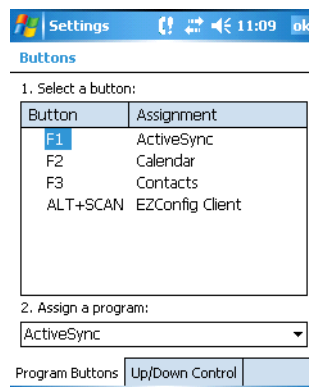 Settings 11:09 ok
Buttons
1. Select a button:
Button Assignment
F1 ActiveSync
F2 Calendar
F3 Contacts
ALT+SCAN EZConfig Client
2. Assign a program:
ActiveSync
Program Buttons Up/Down Control